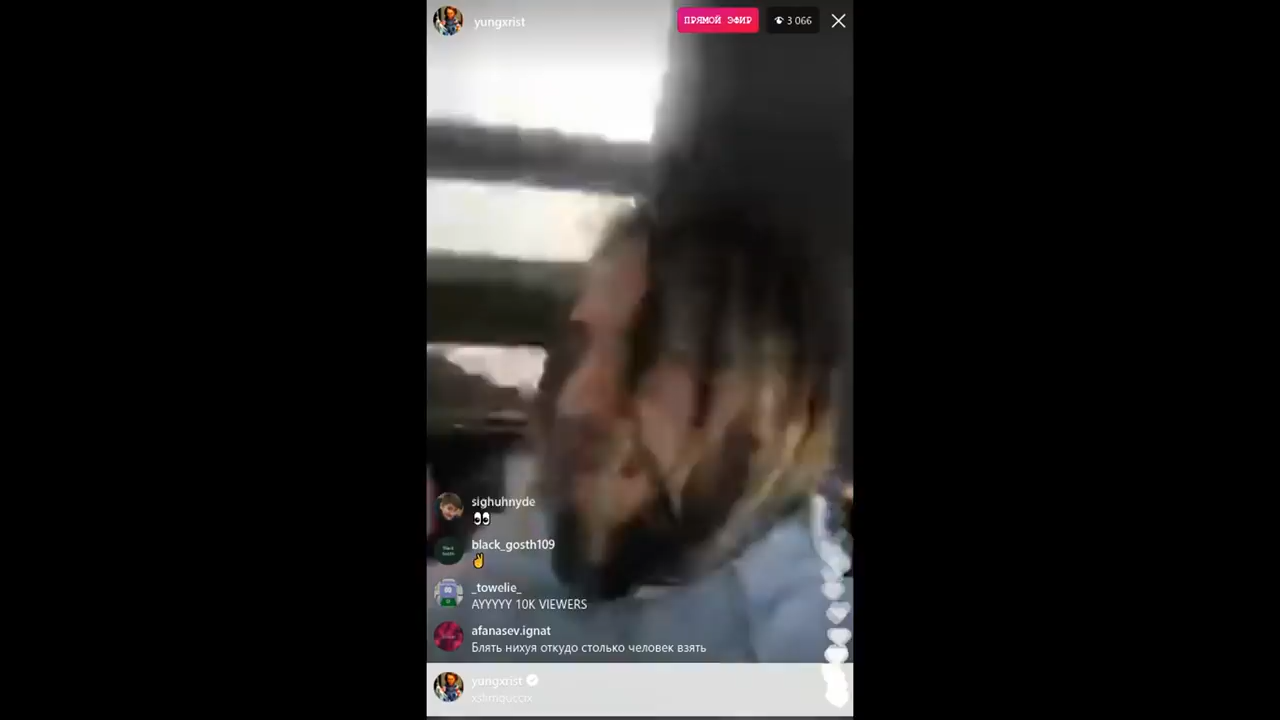 yungxrist
ПРЯМОЙ ЭФИР
3 066
sighuhnyde
black_gosth109
_towelie_
AYYYYY 10K VIEWERS
afanasev.ignat
Блять нихуя откудо столько человек взять
yungxrist